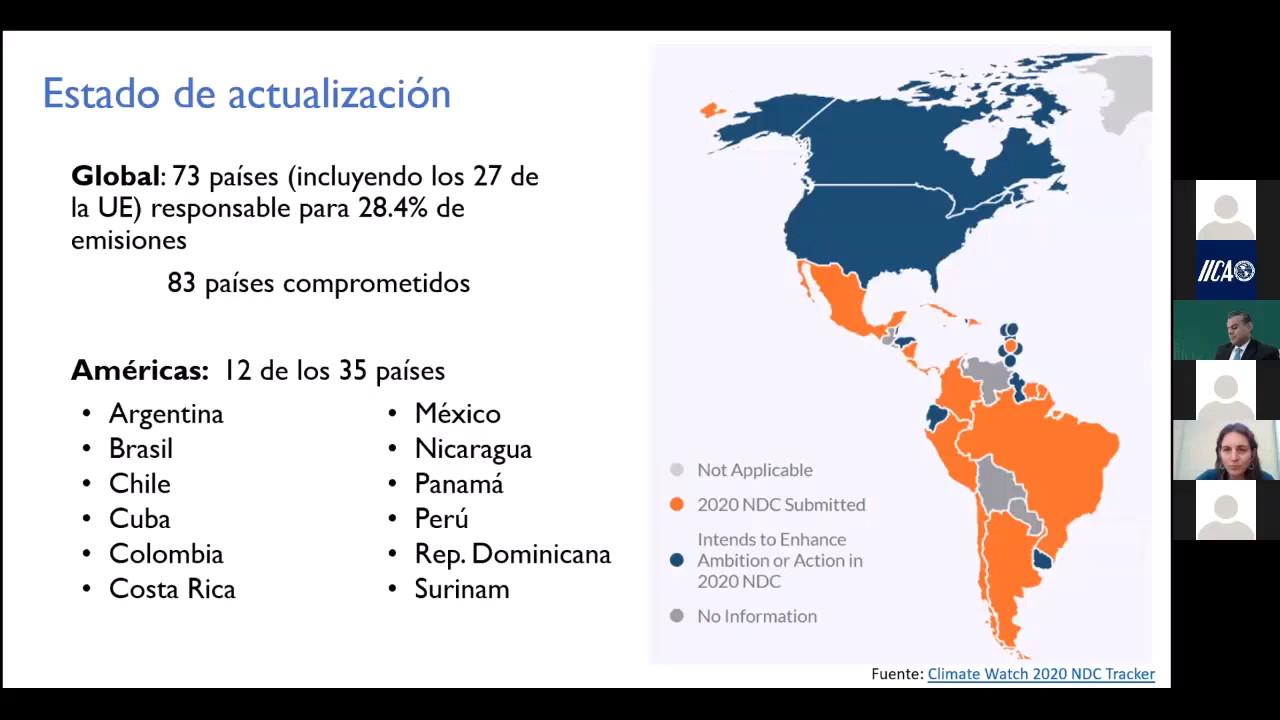 Estado de actualización
Global: 73 países (incluyendo los 27 de
la UE) responsable para 28.4% de
emisiones
83 países comprometidos
Américas: 12 de los 35 países
• Argentina
• Brasil
• Chile
• Cuba
• Colombia
• Costa Rica
• México
• Nicaragua
• Panamá
• Perú
• Rep. Dominicana
• Surinam
Not Applicable
2020 NDC Submitted
Intends to Enhance
Ambition or Action in
2020 NDC
No Information
Fuente: Climate Watch 2020 NDC Tracker
IICA